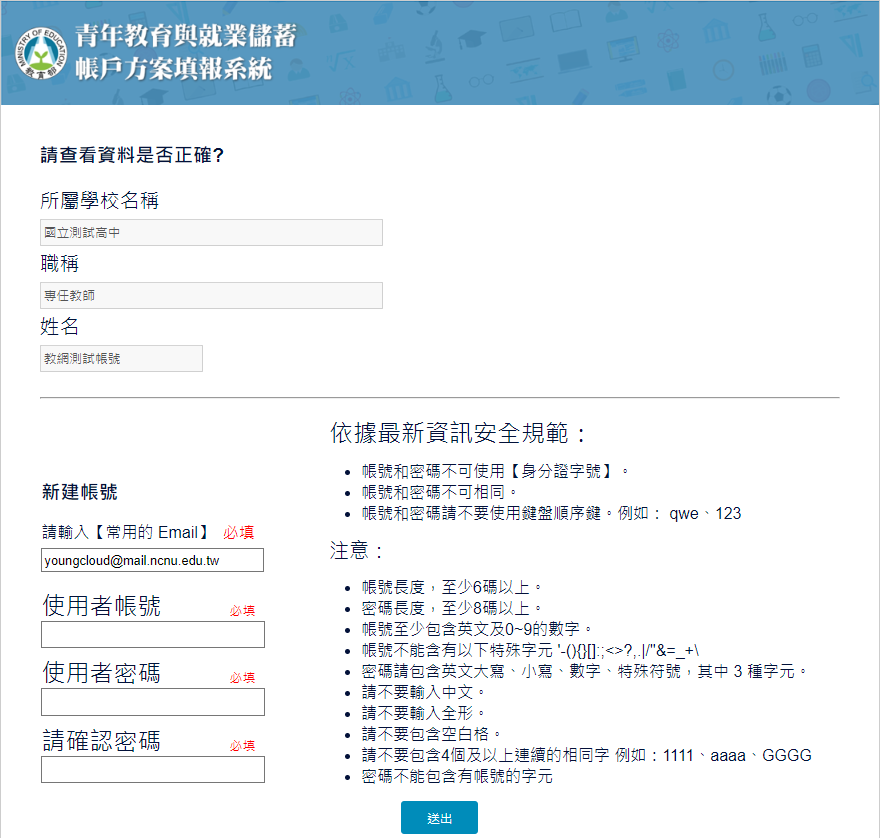 MINISTRY OF EDUCATION
教育部
青年教育與就業儲蓄
帳戶方案填報系統
請查看資料是否正確?
所屬學校名稱
國立測試高中
職稱
專任教師
姓名
教網測試帳號
新建帳號
請輸入【常用的 Email】 必填
youngcloud@mail.ncnu.edu.tw
使用者帳號 必填
使用者密碼 必填
請確認密碼 必填
依據最新資訊安全規範：
• 帳號和密碼不可使用【身分證字號】。
• 帳號和密碼不可相同。
• 帳號和密碼請不要使用鍵盤順序鍵。例如： qwe、123
注意：
• 帳號長度，至少6碼以上。
• 密碼長度，至少8碼以上。
• 帳號至少包含英文及0~9的數字。
• 帳號不能含有以下特殊字元 '-(){}[]:;<>?,.|/"&=_+\
• 密碼請包含英文大寫、小寫、數字、特殊符號，其中 3 種字元。
• 請不要輸入中文。
• 請不要輸入全形。
• 請不要包含空白格。
• 請不要包含4個及以上連續的相同字 例如：1111、aaaa、GGGG
• 密碼不能包含有帳號的字元
送出